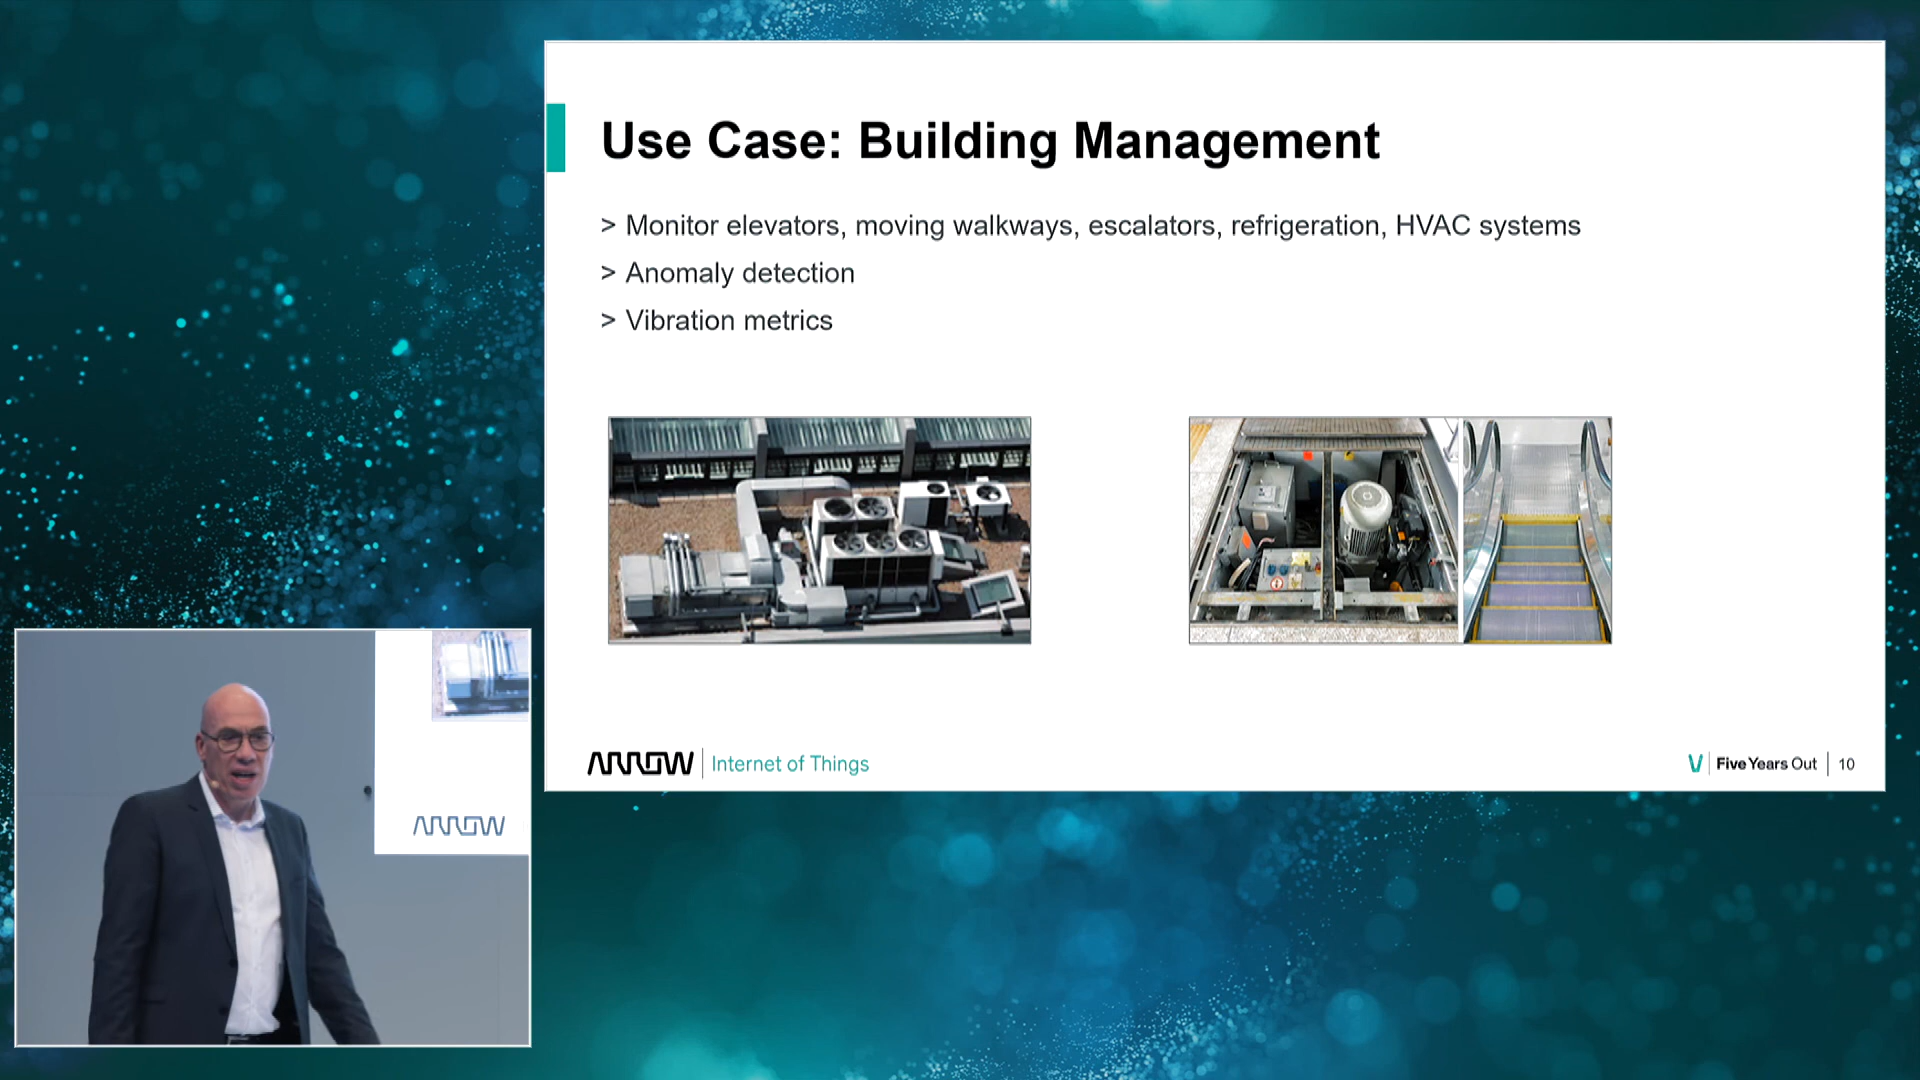 Use Case: Building Management
> Monitor elevators, moving walkways, escalators, refrigeration, HVAC systems
> Anomaly detection
> Vibration metrics
ARROW
Internet of Things
Five Years Out
10
ARROW